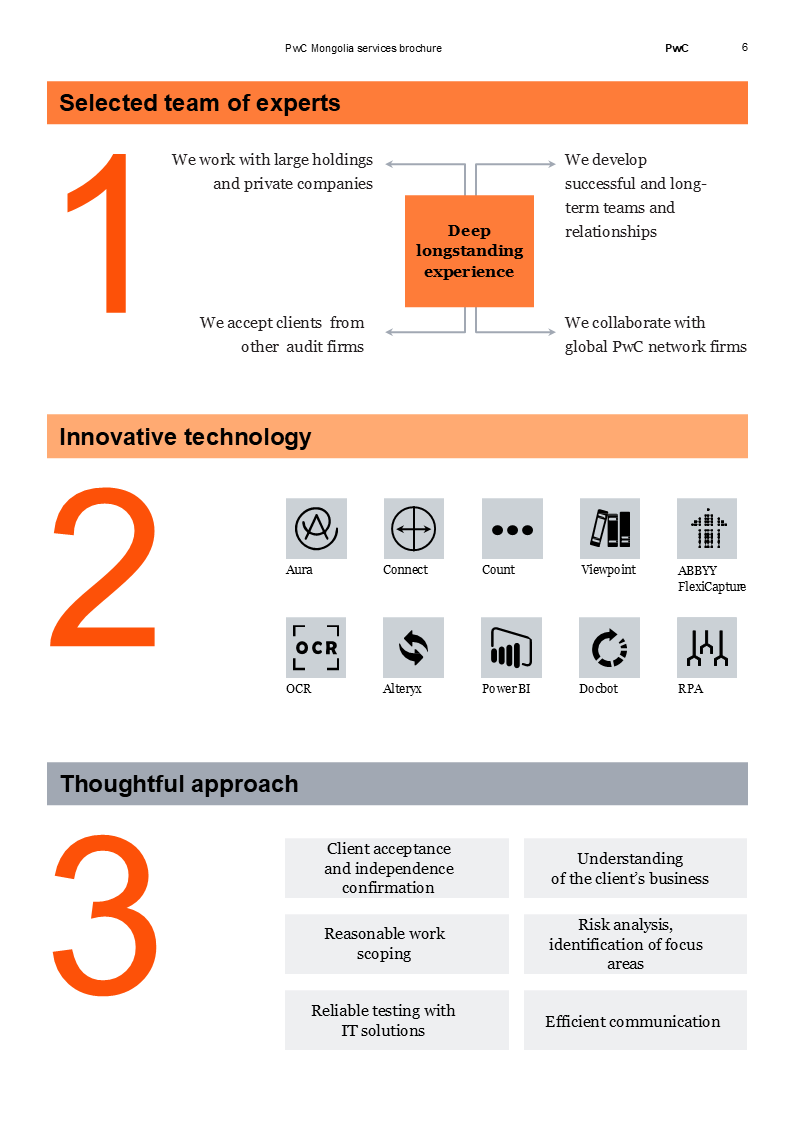 PwC Mongolia services brochure
PwC
6
Selected team of experts
1
We work with large holdings
and private companies
We develop
successful and long-
term teams and
relationships
Deep
longstanding
experience
We accept clients from
other audit firms
We collaborate with
global PwC network firms
Innovative technology
2
Aura
Connect
Count
Viewpoint
ABBYY
FlexiCapture
OCR
OCR
Alteryx
Power BI
Docbot
RPA
Thoughtful approach
3
Client acceptance
and independence
confirmation
Understanding
of the client’s business
Reasonable work
scoping
Risk analysis,
identification of focus
areas
Reliable testing with
IT solutions
Efficient communication